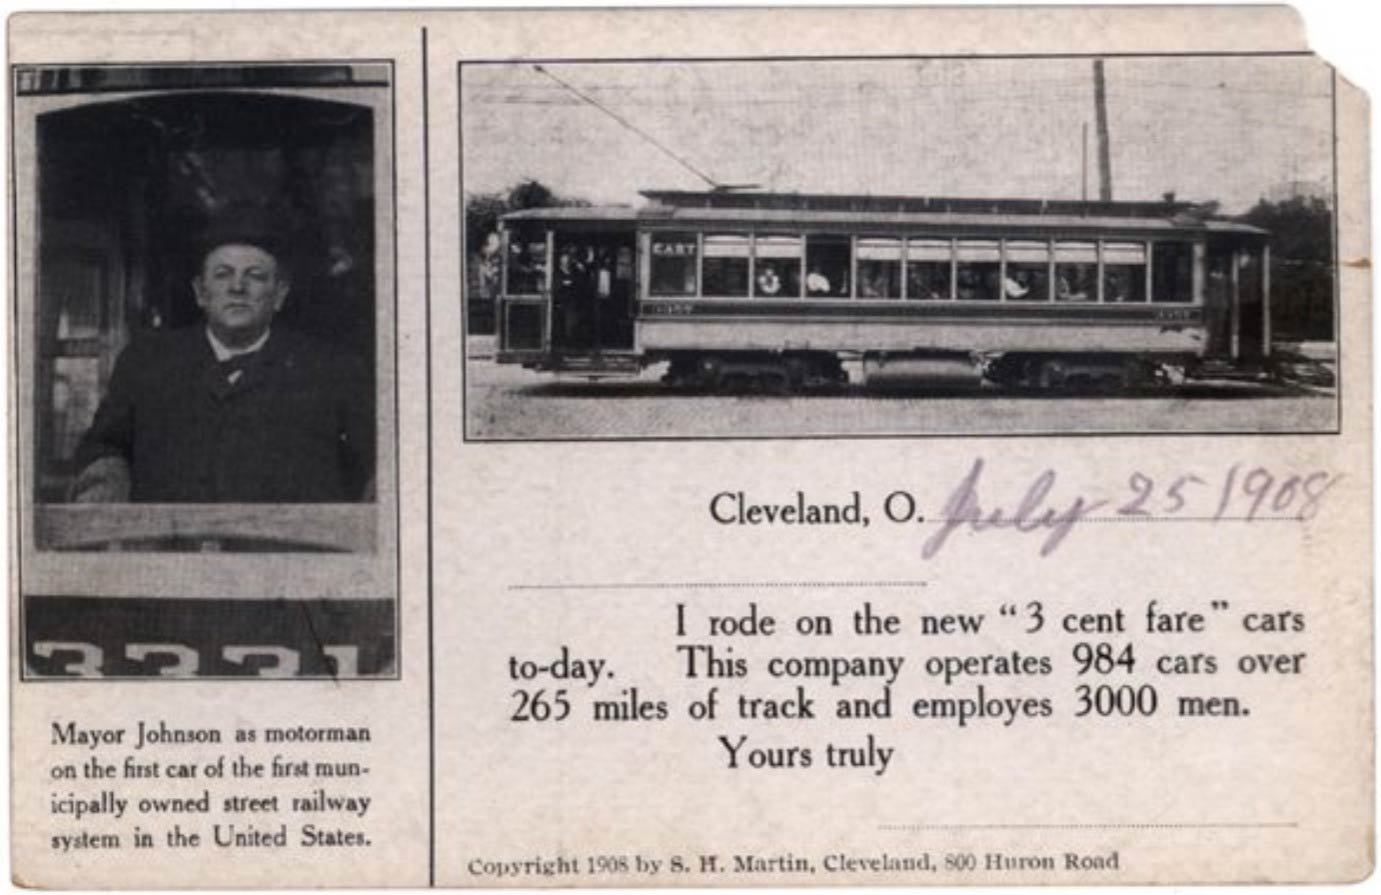 EAST
3331
Mayor Johnson as motorman
on the first car of the first mun-
icipally owned street railway
system in the United States.
Cleveland, O. July 25 1908
I rode on the new “3 cent fare” cars
to-day. This company operates 984 cars over
265 miles of track and employes 3000 men.
Yours truly
Copyright 1908 by S. H. Martin, Cleveland, 800 Huron Road